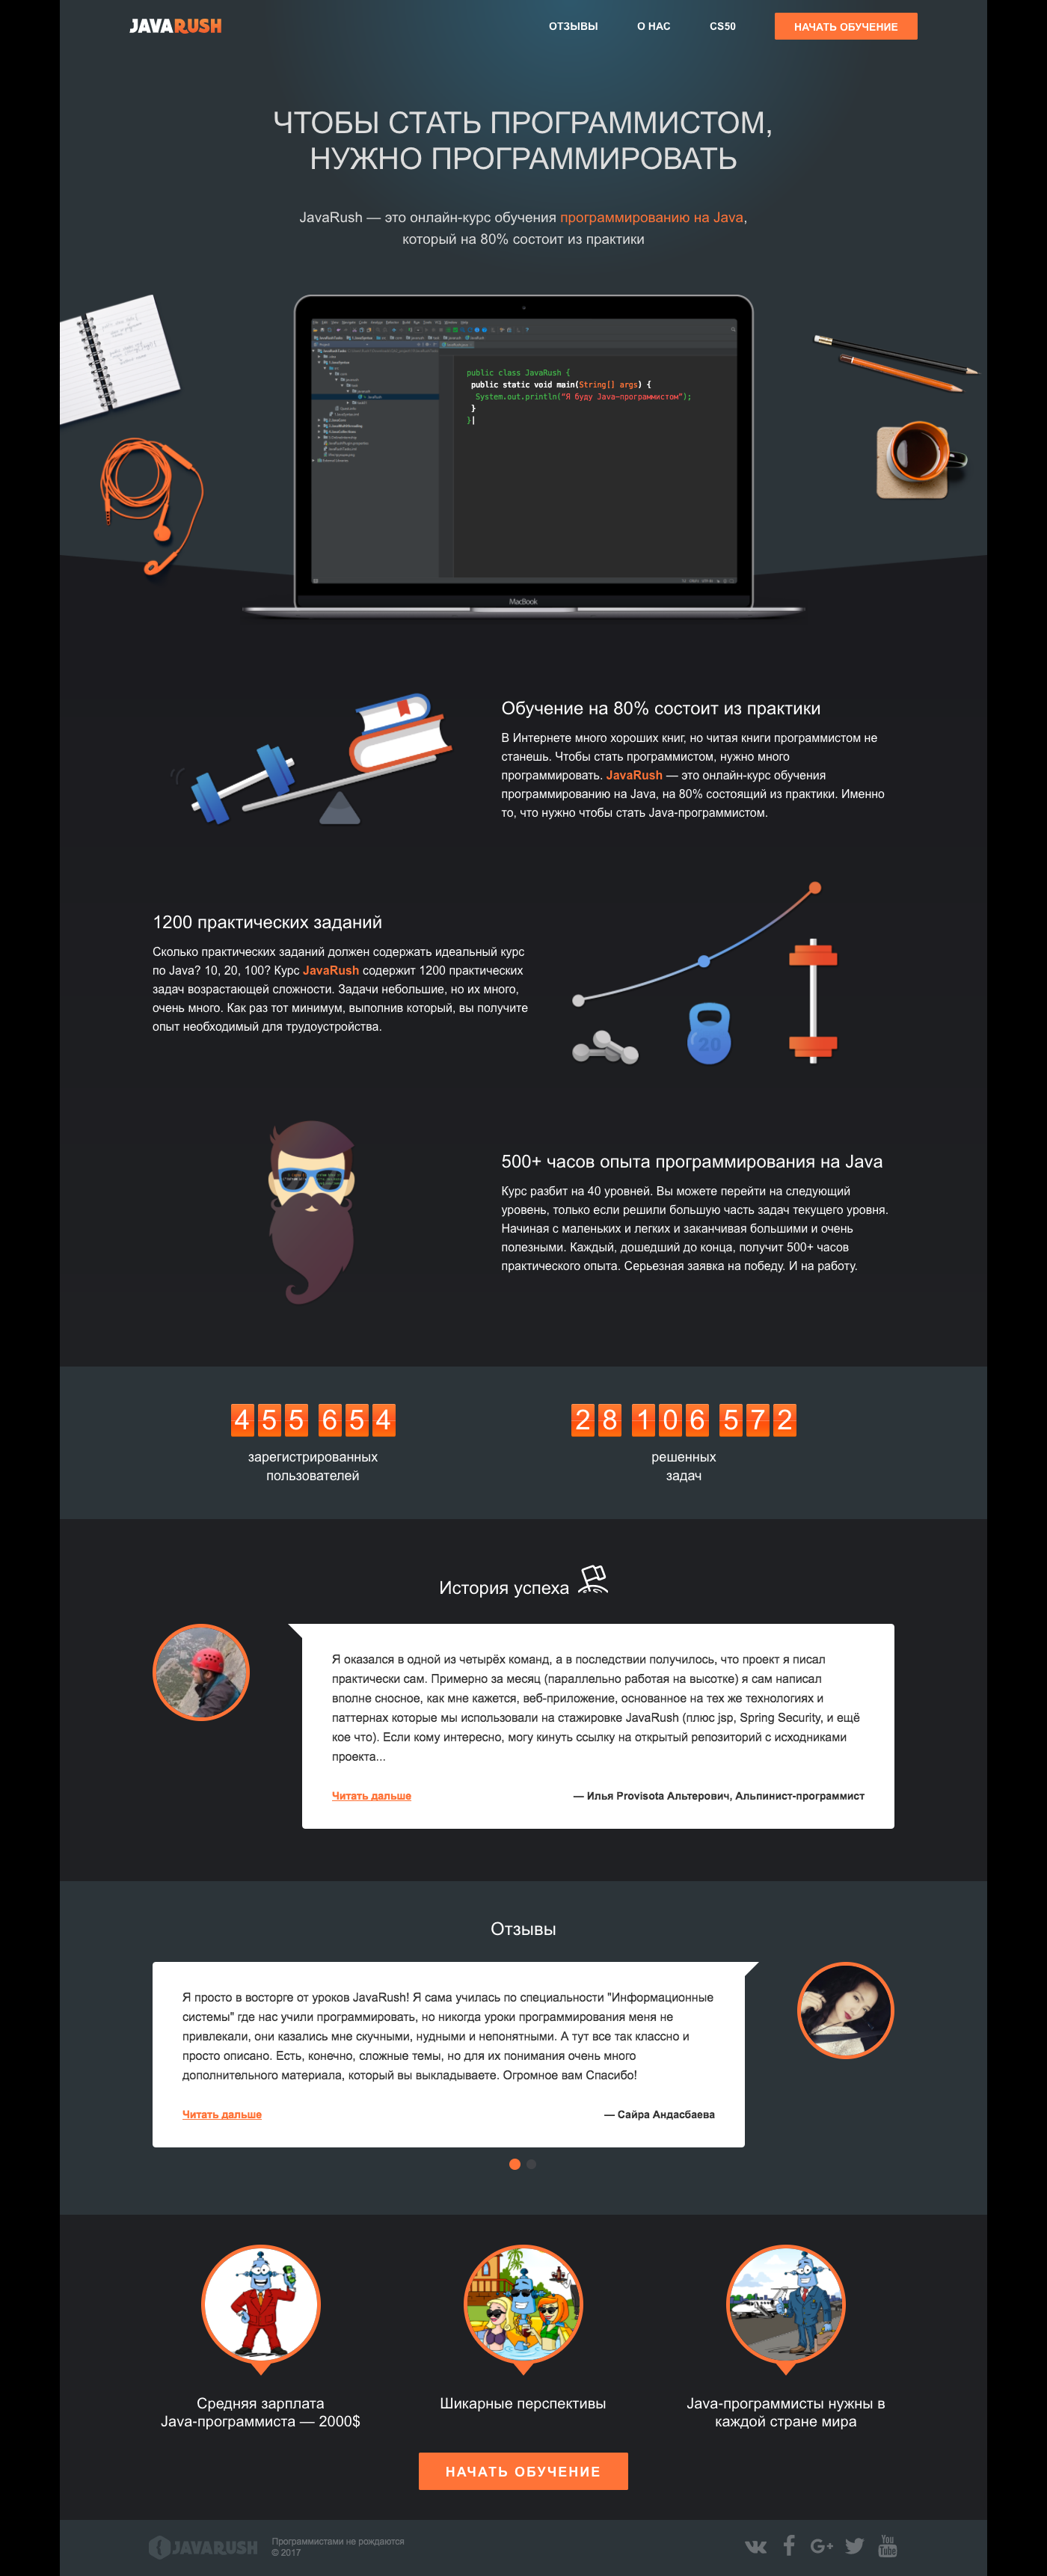 JAVARUSH
ОТЗЫВЫ
О НАС
CS50
НАЧАТЬ ОБУЧЕНИЕ
ЧТОБЫ СТАТЬ ПРОГРАММИСТОМ,
НУЖНО ПРОГРАММИРОВАТЬ
JavaRush — это онлайн-курс обучения программированию на Java,
который на 80% состоит из практики
public class JavaRush {
public static void main(String[] args) {
System.out.println("Я буду Java-программистом");
}
}
MacBook
Обучение на 80% состоит из практики
В Интернете много хороших книг, но читая книги программистом не
станешь. Чтобы стать программистом, нужно много
программировать. JavaRush — это онлайн-курс обучения
программированию на Java, на 80% состоящий из практики. Именно
то, что нужно чтобы стать Java-программистом.
1200 практических заданий
Сколько практических заданий должен содержать идеальный курс
по Java? 10, 20, 100? Курс JavaRush содержит 1200 практических
задач возрастающей сложности. Задачи небольшие, но их много,
очень много. Как раз тот минимум, выполнив который, вы получите
опыт необходимый для трудоустройства.
20
500+ часов опыта программирования на Java
Курс разбит на 40 уровней. Вы можете перейти на следующий
уровень, только если решили большую часть задач текущего уровня.
Начиная с маленьких и легких и заканчивая большими и очень
полезными. Каждый, дошедший до конца, получит 500+ часов
практического опыта. Серьезная заявка на победу. И на работу.
455 654
зарегистрированных
пользователей
28 106 572
решенных
задач
История успеха
Я оказался в одной из четырёх команд, а в последствии получилось, что проект я писал
практически сам. Примерно за месяц (параллельно работая на высотке) я сам написал
вполне сносное, как мне кажется, веб-приложение, основанное на тех же технологиях и
паттернах которые мы использовали на стажировке JavaRush (плюс jsp, Spring Security, и ещё
кое что). Если кому интересно, могу кинуть ссылку на открытый репозиторий с исходниками
проекта...
Читать дальше
— Илья Provisota Альтерович, Альпинист-программист
Отзывы
Я просто в восторге от уроков JavaRush! Я сама училась по специальности "Информационные
системы" где нас учили программировать, но никогда уроки программирования меня не
привлекали, они казались мне скучными, нудными и непонятными. А тут все так классно и
просто описано. Есть, конечно, сложные темы, но для их понимания очень много
дополнительного материала, который вы выкладываете. Огромное вам Спасибо!
Читать дальше
— Сайра Андасбаева
Средняя зарплата
Java-программиста — 2000$
Шикарные перспективы
Java-программисты нужны в
каждой стране мира
НАЧАТЬ ОБУЧЕНИЕ
JAVARUSH
Программистами не рождаются
© 2017
You
Tube